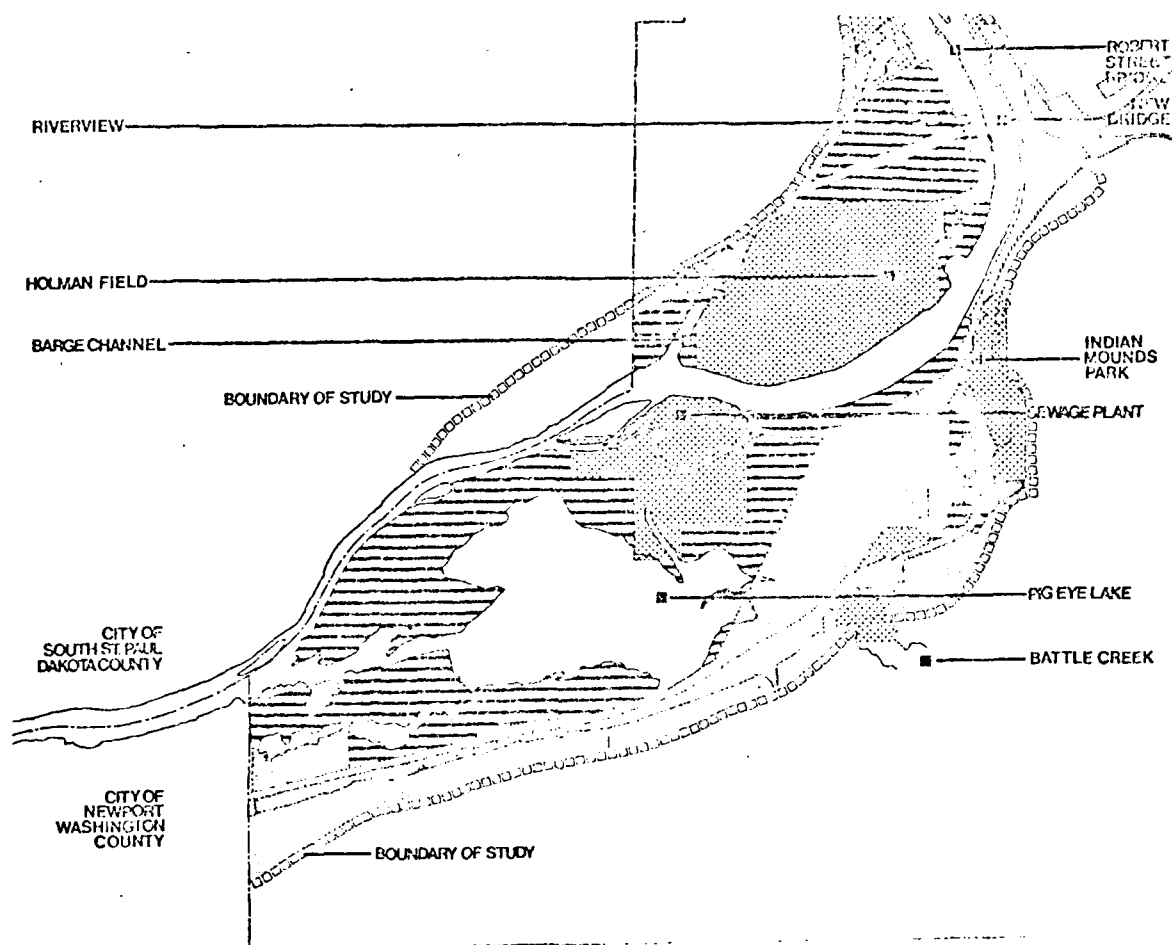 ROBERT
STREET
BRIDGE
NEW
BRIDGE
RIVERVIEW
HOLMAN FIELD
BARGE CHANNEL
INDIAN
MOUNDS
PARK
BOUNDARY OF STUDY
SEWAGE PLANT
PIG EYE LAKE
CITY OF
SOUTH ST. PAUL
DAKOTA COUNTY
BATTLE CREEK
CITY OF
NEWPORT
WASHINGTON
COUNTY
BOUNDARY OF STUDY